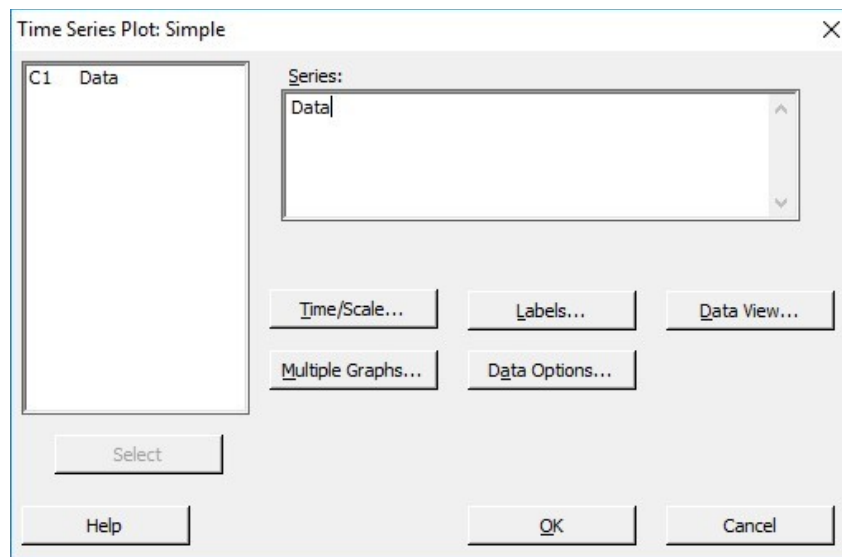 Time Series Plot: Simple
C1 Data
Series:
Data
Time/Scale...
Labels...
Data View...
Multiple Graphs...
Data Options...
Select
Help
OK
Cancel